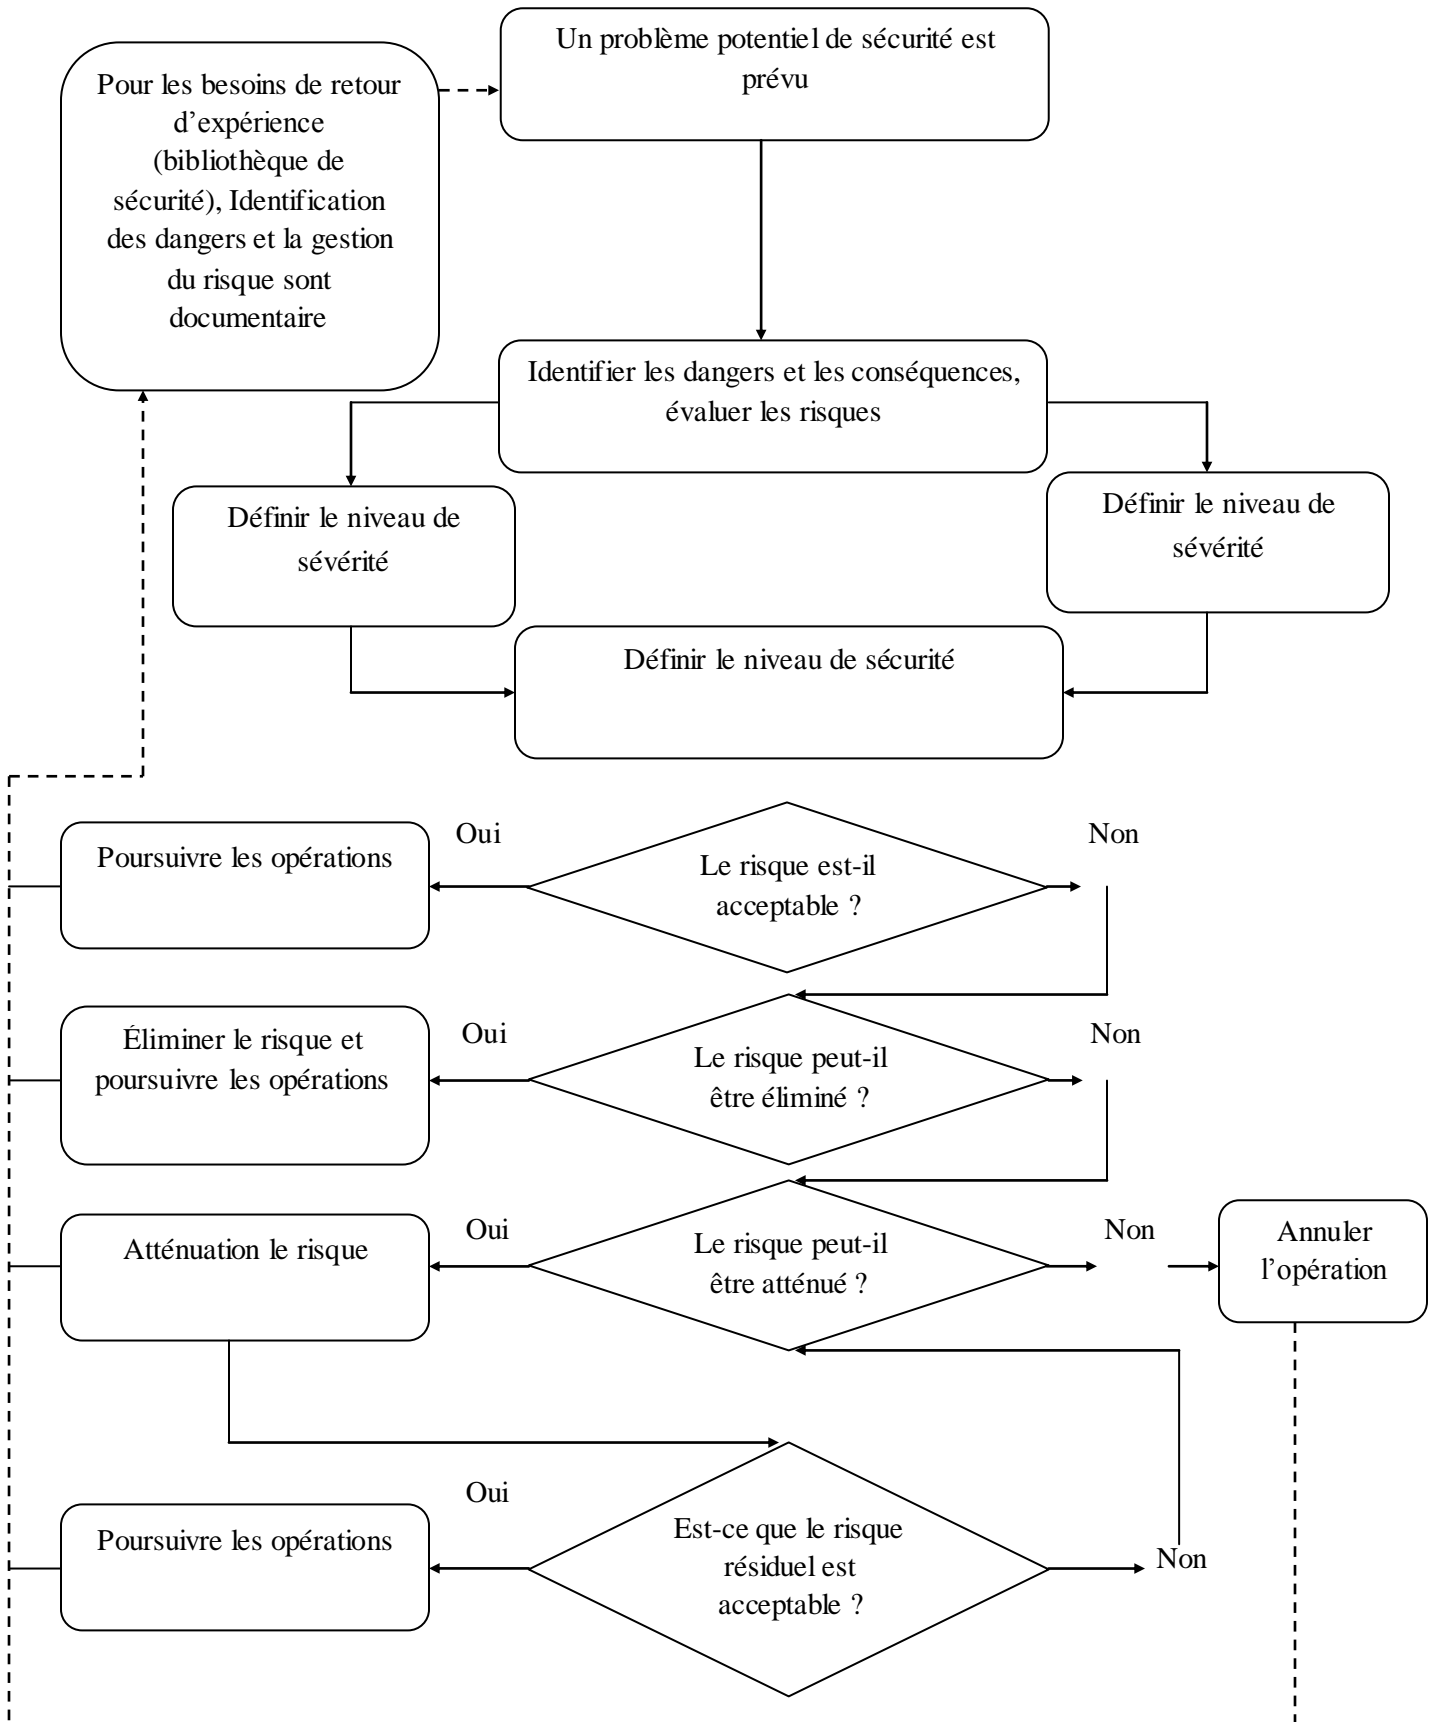 Un problème potentiel de sécurité est
prévu
Pour les besoins de retour
d’expérience
(bibliothèque de
sécurité), Identification
des dangers et la gestion
du risque sont
documentaire
Identifier les dangers et les conséquences,
évaluer les risques
Définir le niveau de
sévérité
Définir le niveau de
sévérité
Définir le niveau de sécurité
Poursuivre les opérations
Oui
Le risque est-il
acceptable ?
Non
Éliminer le risque et
poursuivre les opérations
Oui
Le risque peut-il
être éliminé ?
Non
Atténuation le risque
Oui
Le risque peut-il
être atténué ?
Non
Annuler
l’opération
Poursuivre les opérations
Oui
Est-ce que le risque
résiduel est
acceptable ?
Non